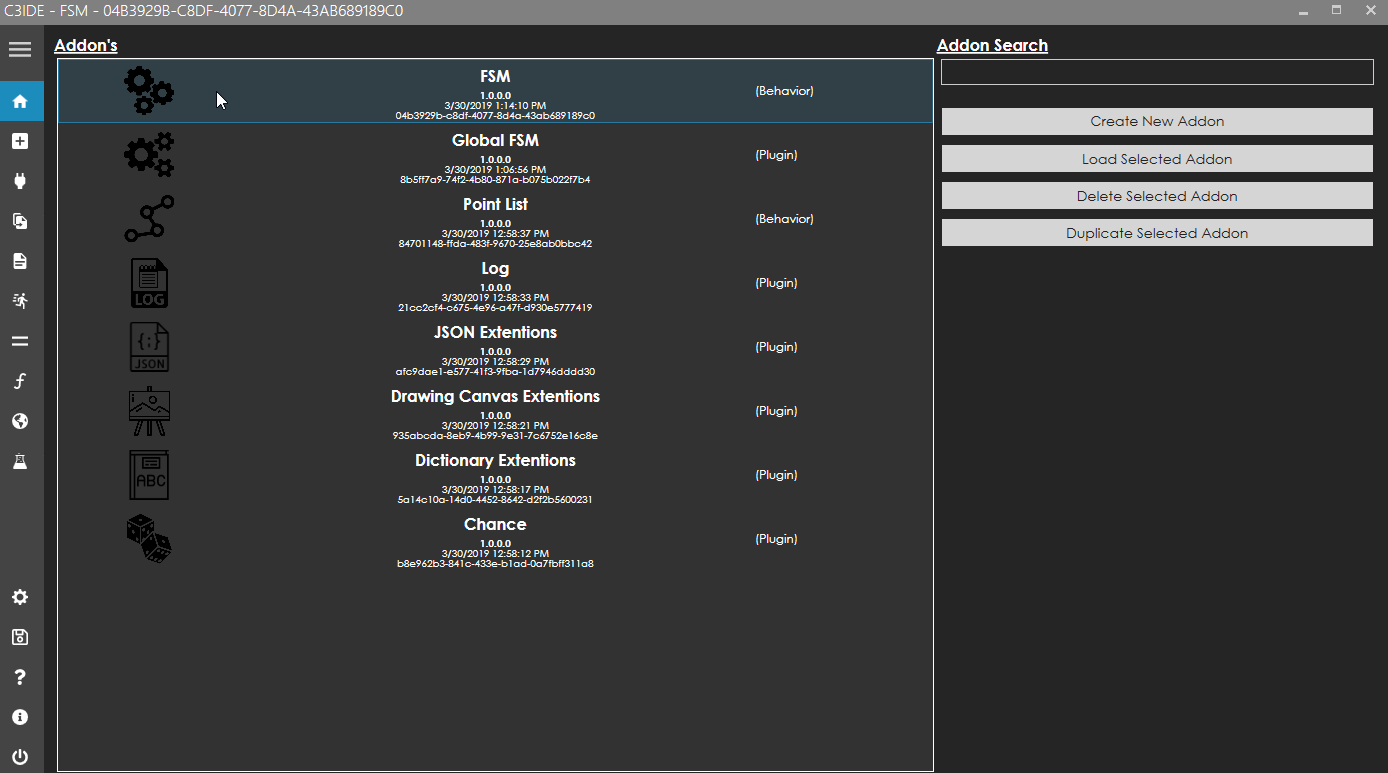 C3IDE - FSM - 04B3929B-C8DF-4077-8D4A-43AB689189C0
Addon's
FSM
1.0.0.0
3/30/2019 1:14:10 PM
04b3929b-c8df-4077-8d4a-43ab689189c0
(Behavior)
Global FSM
1.0.0.0
3/30/2019 1:06:56 PM
8b5ff7a9-74f2-4b80-871a-b075b022f7b4
(Plugin)
Point List
1.0.0.0
3/30/2019 12:58:37 PM
84701148-ffda-483f-9670-25e8ab0bbc42
(Behavior)
LOG
Log
1.0.0.0
3/30/2019 12:58:33 PM
21cc2cf4-c675-4e96-a47f-d930e5777419
(Plugin)
{;}
JSON
JSON Extentions
1.0.0.0
3/30/2019 12:58:29 PM
afc9dae1-e577-41f3-9fba-1d7946dddd30
(Plugin)
Drawing Canvas Extentions
1.0.0.0
3/30/2019 12:58:21 PM
935abcda-8eb9-4b99-9e31-7c6752e16c8e
(Plugin)
ABC
Dictionary Extentions
1.0.0.0
3/30/2019 12:58:17 PM
5a14c10a-14d0-4452-8642-d2f2b5600231
(Plugin)
Chance
1.0.0.0
3/30/2019 12:58:12 PM
b8e962b3-841c-433e-b1ad-0a7fbff311a8
(Plugin)
Addon Search
Create New Addon
Load Selected Addon
Delete Selected Addon
Duplicate Selected Addon